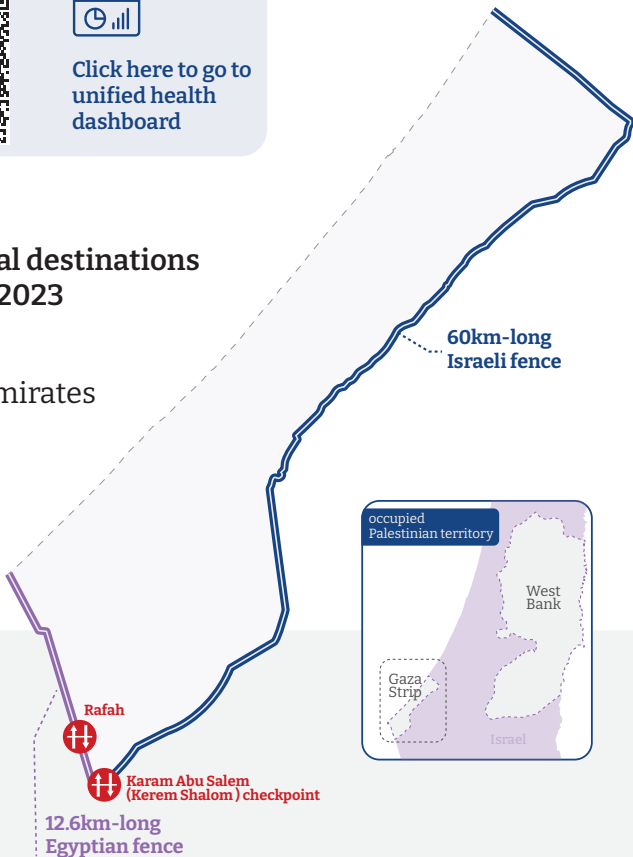 Click here to go to
unified health
dashboard
al destinations
2023
mirates
60km-long
Israeli fence
occupied
Palestinian territory
West
Bank
Gaza
Strip
Israel
Rafah
Karam Abu Salem
(Kerem Shalom ) checkpoint
12.6km-long
Egyptian fence